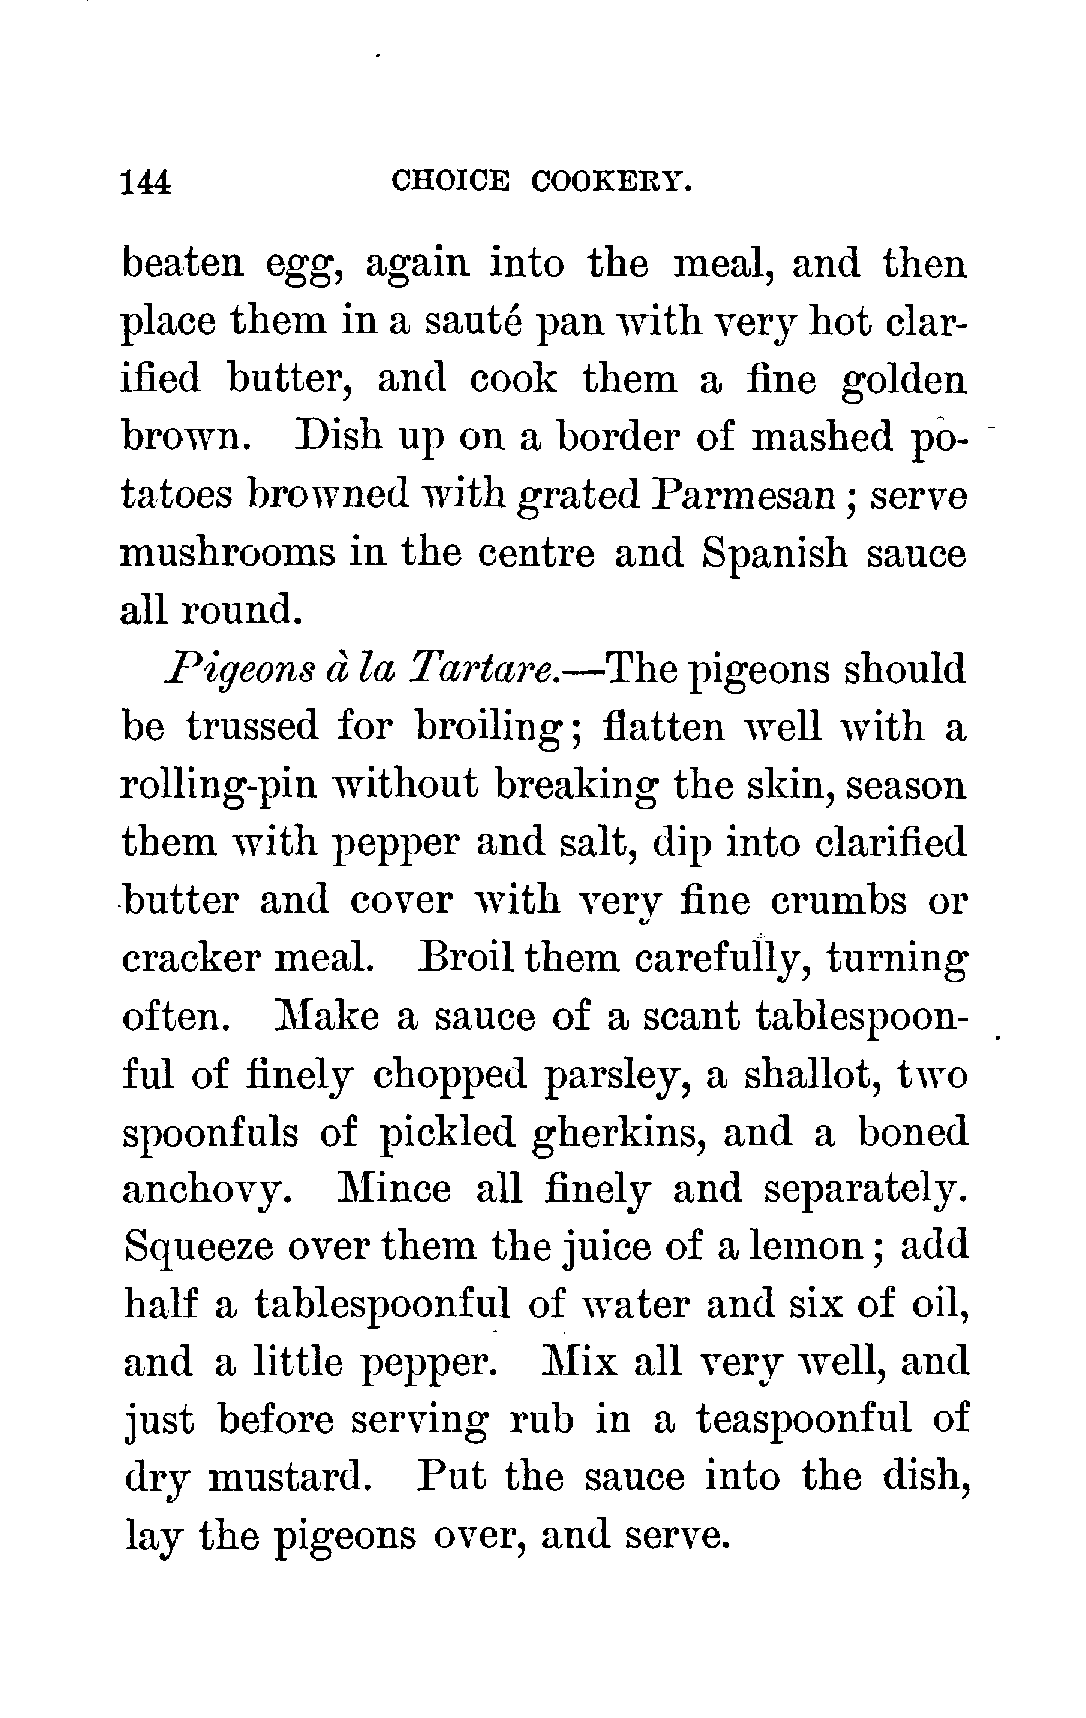 144 CHOICE COOKERY.
beaten egg, again into the meal, and then
place them in a sauté pan with very hot clar-
ified butter, and cook them a fine golden
brown. Dish up on a border of mashed po-
tatoes browned with grated Parmesan ; serve
mushrooms in the centre and Spanish sauce
all round.
Pigeons à la Tartare.—The pigeons should
be trussed for broiling; flatten well with a
rolling-pin without breaking the skin, season
them with pepper and salt, dip into clarified
butter and cover with very fine crumbs or
cracker meal. Broil them carefully, turning
often. Make a sauce of a scant tablespoon-
ful of finely chopped parsley, a shallot, two
spoonfuls of pickled gherkins, and a boned
anchovy. Mince all finely and separately.
Squeeze over them the juice of a lemon ; add
half a tablespoonful of water and six of oil,
and a little pepper. Mix all very well, and
just before serving rub in a teaspoonful of
dry mustard. Put the sauce into the dish,
lay the pigeons over, and serve.